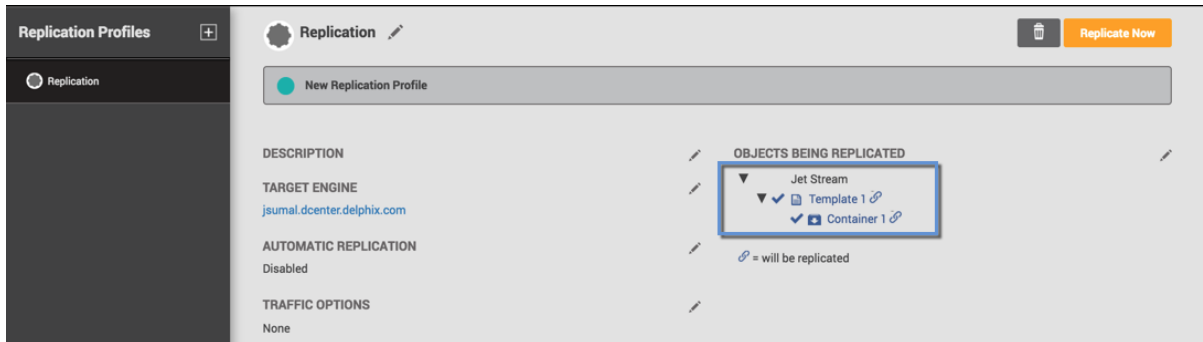 Replication Profiles
Replication
Replication
Replicate Now
New Replication Profile
DESCRIPTION
TARGET ENGINE
jsumal.dcenter.delphix.com
AUTOMATIC REPLICATION
Disabled
TRAFFIC OPTIONS
None
OBJECTS BEING REPLICATED
Jet Stream
Template 1
Container 1
= will be replicated